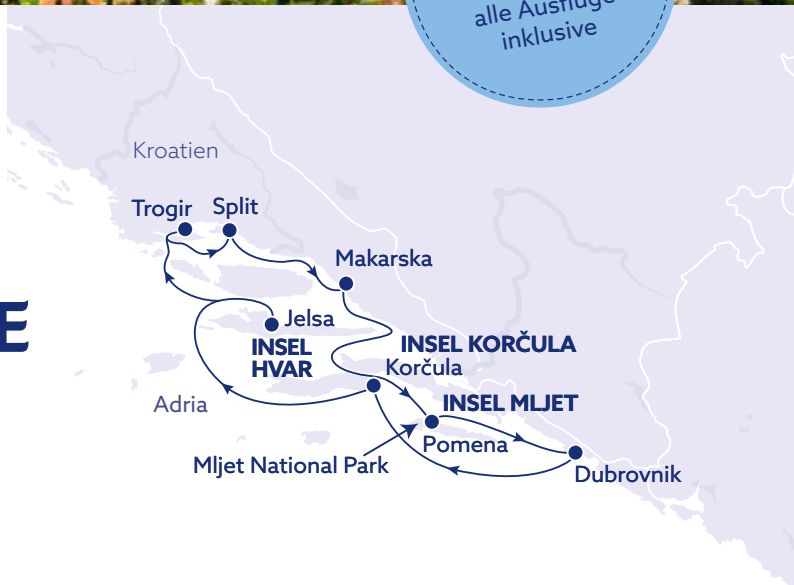 alle Ausflüge
inklusive
Kroatien
Trogir
Split
Makarska
E
Jelsa
INSEL
HVAR
INSEL KORČULA
Korčula
Adria
INSEL MLJET
Pomena
Mljet National Park
Dubrovnik